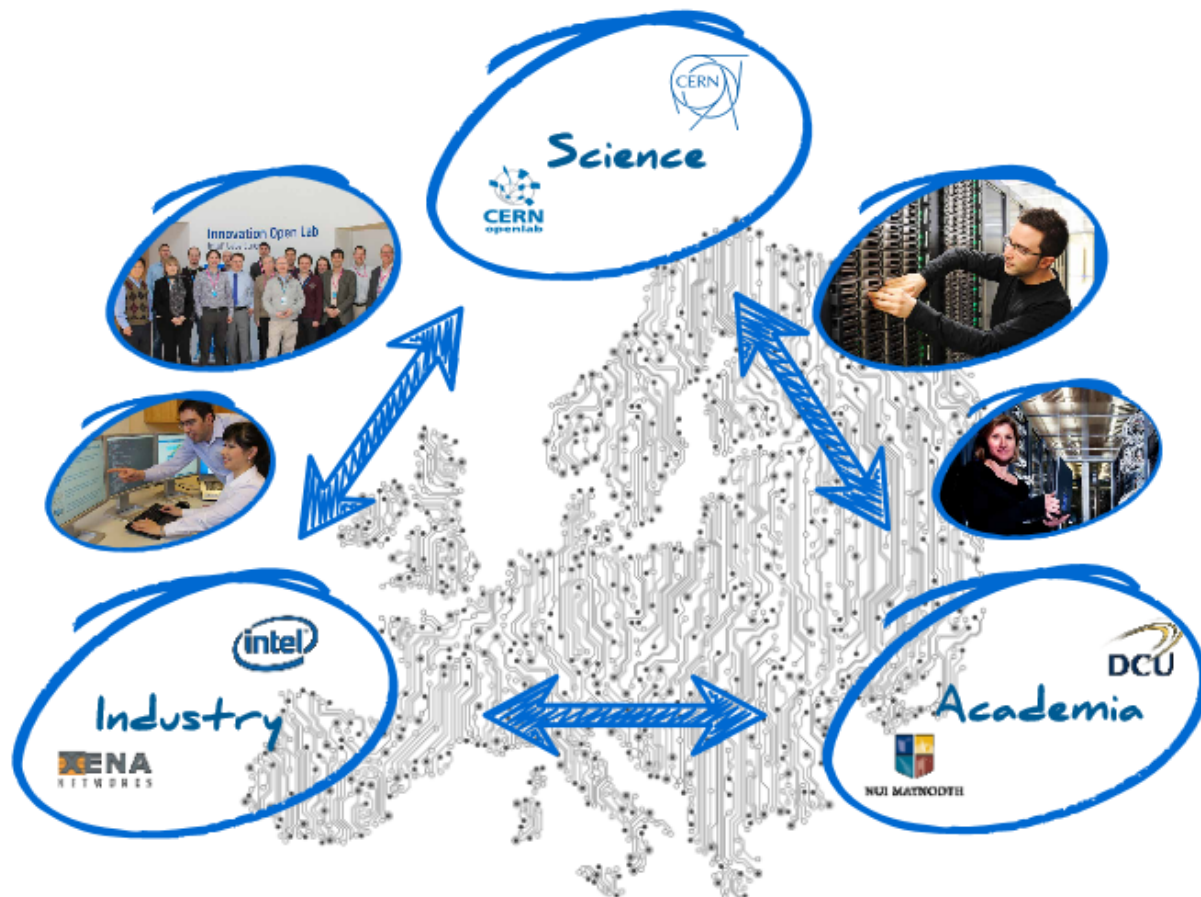 CERN
Science
CERN
openlab
Innovation Open Lab
intel
Industry
XENA
NETWORKS
DCU
Academia
NUI MAYNOOTH